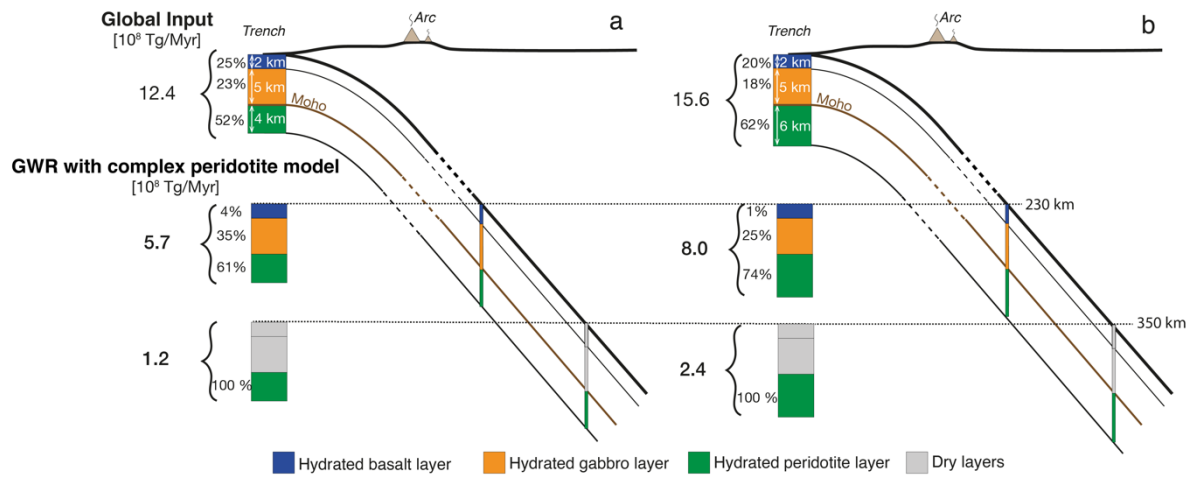 Global Input
[10⁸ Tg/Myr]
Trench
Arc
a
12.4
25%
2 km
23%
5 km
52%
4 km
Moho
GWR with complex peridotite model
[10⁸ Tg/Myr]
5.7
4%
35%
61%
1.2
100 %
Trench
Arc
b
15.6
20%
2 km
18%
5 km
62%
6 km
Moho
230 km
8.0
1%
25%
74%
350 km
2.4
100 %
Hydrated basalt layer
Hydrated gabbro layer
Hydrated peridotite layer
Dry layers